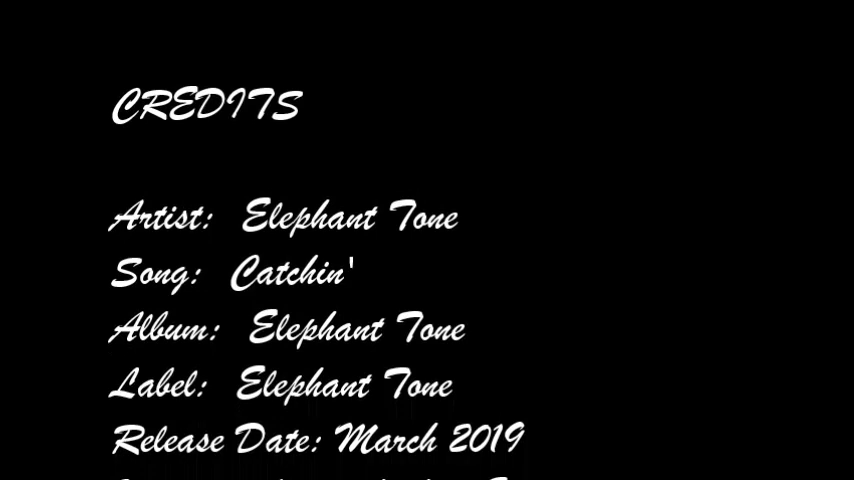 CREDITS
Artist: Elephant Tone
Song: Catchin'
Album: Elephant Tone
Label: Elephant Tone
Release Date: March 2019